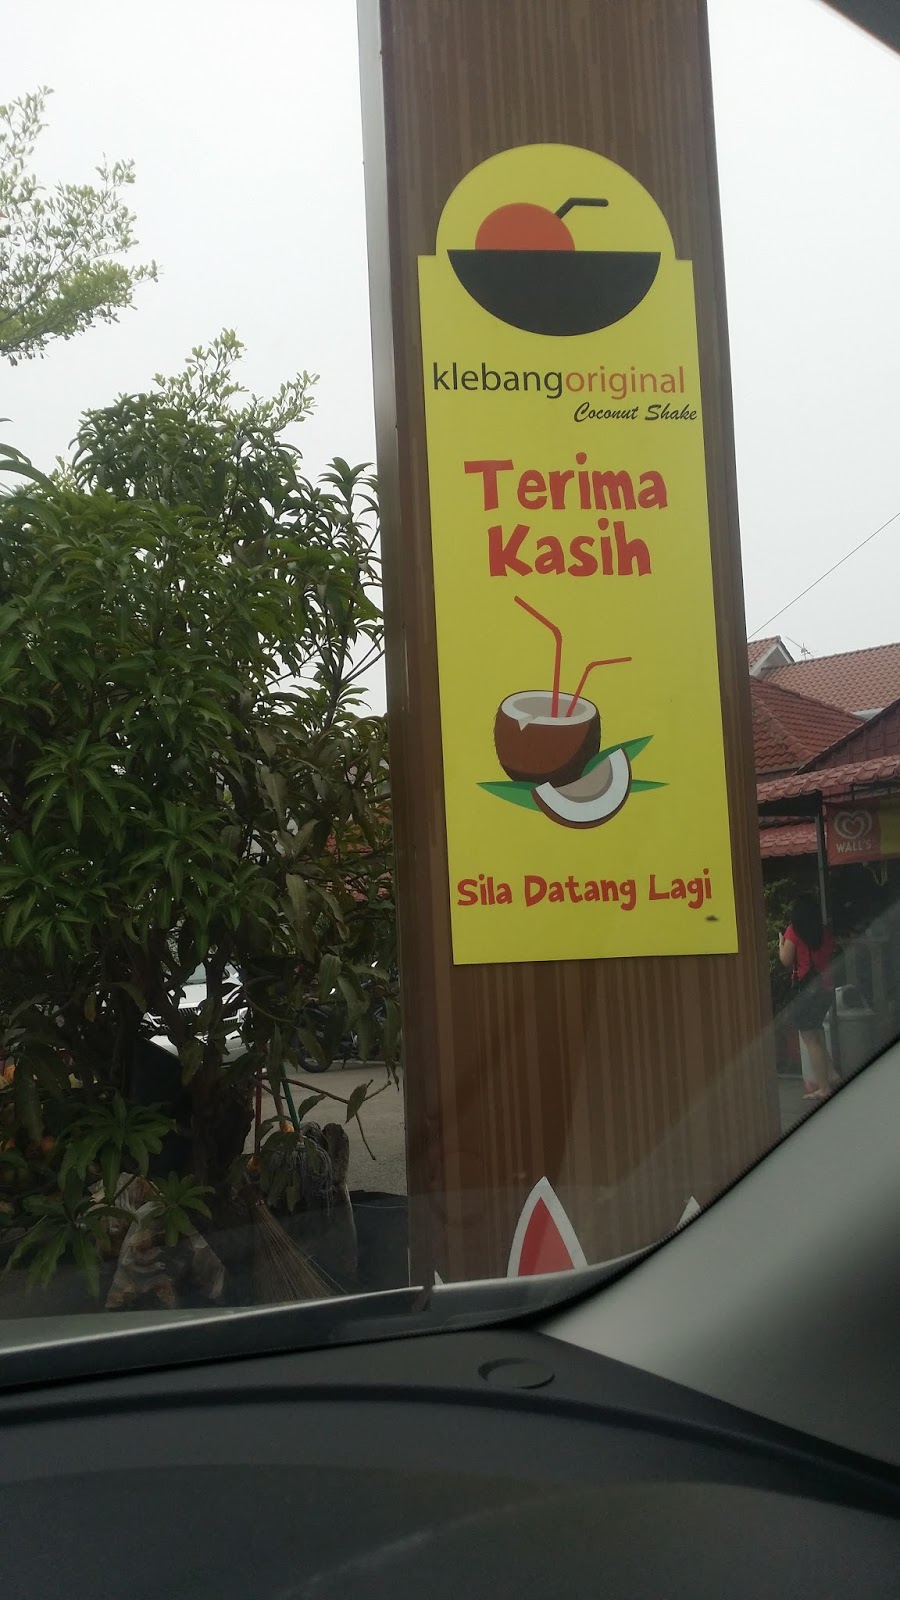 klebangoriginal
Coconut Shake
Terima
Kasih
Sila Datang Lagi
WALL'S